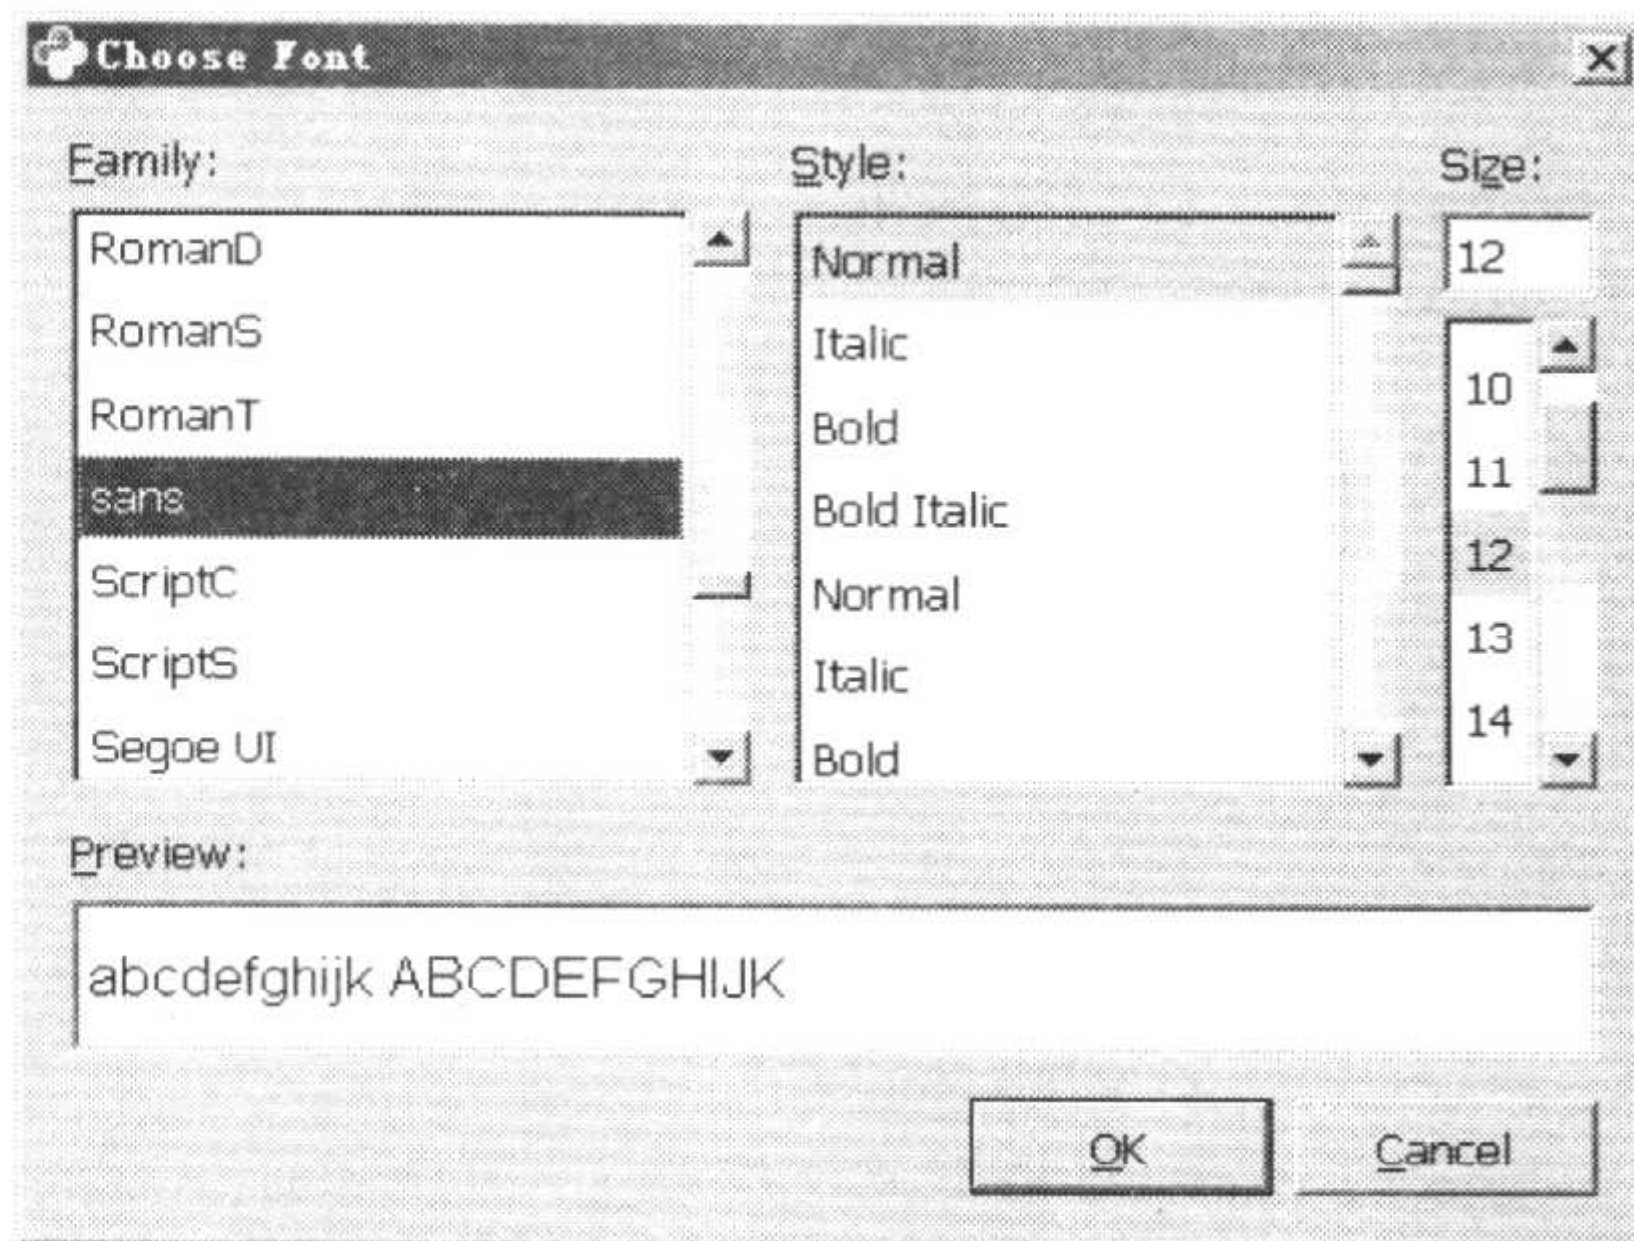 Choose Font
Family:
RomanD
RomanS
RomanT
sans
ScriptC
ScriptS
Segoe UI
Style:
Normal
Italic
Bold
Bold Italic
Normal
Italic
Bold
Size:
12
10
11
12
13
14
Preview:
abcdefghijk ABCDEFGHIJK
OK
Cancel